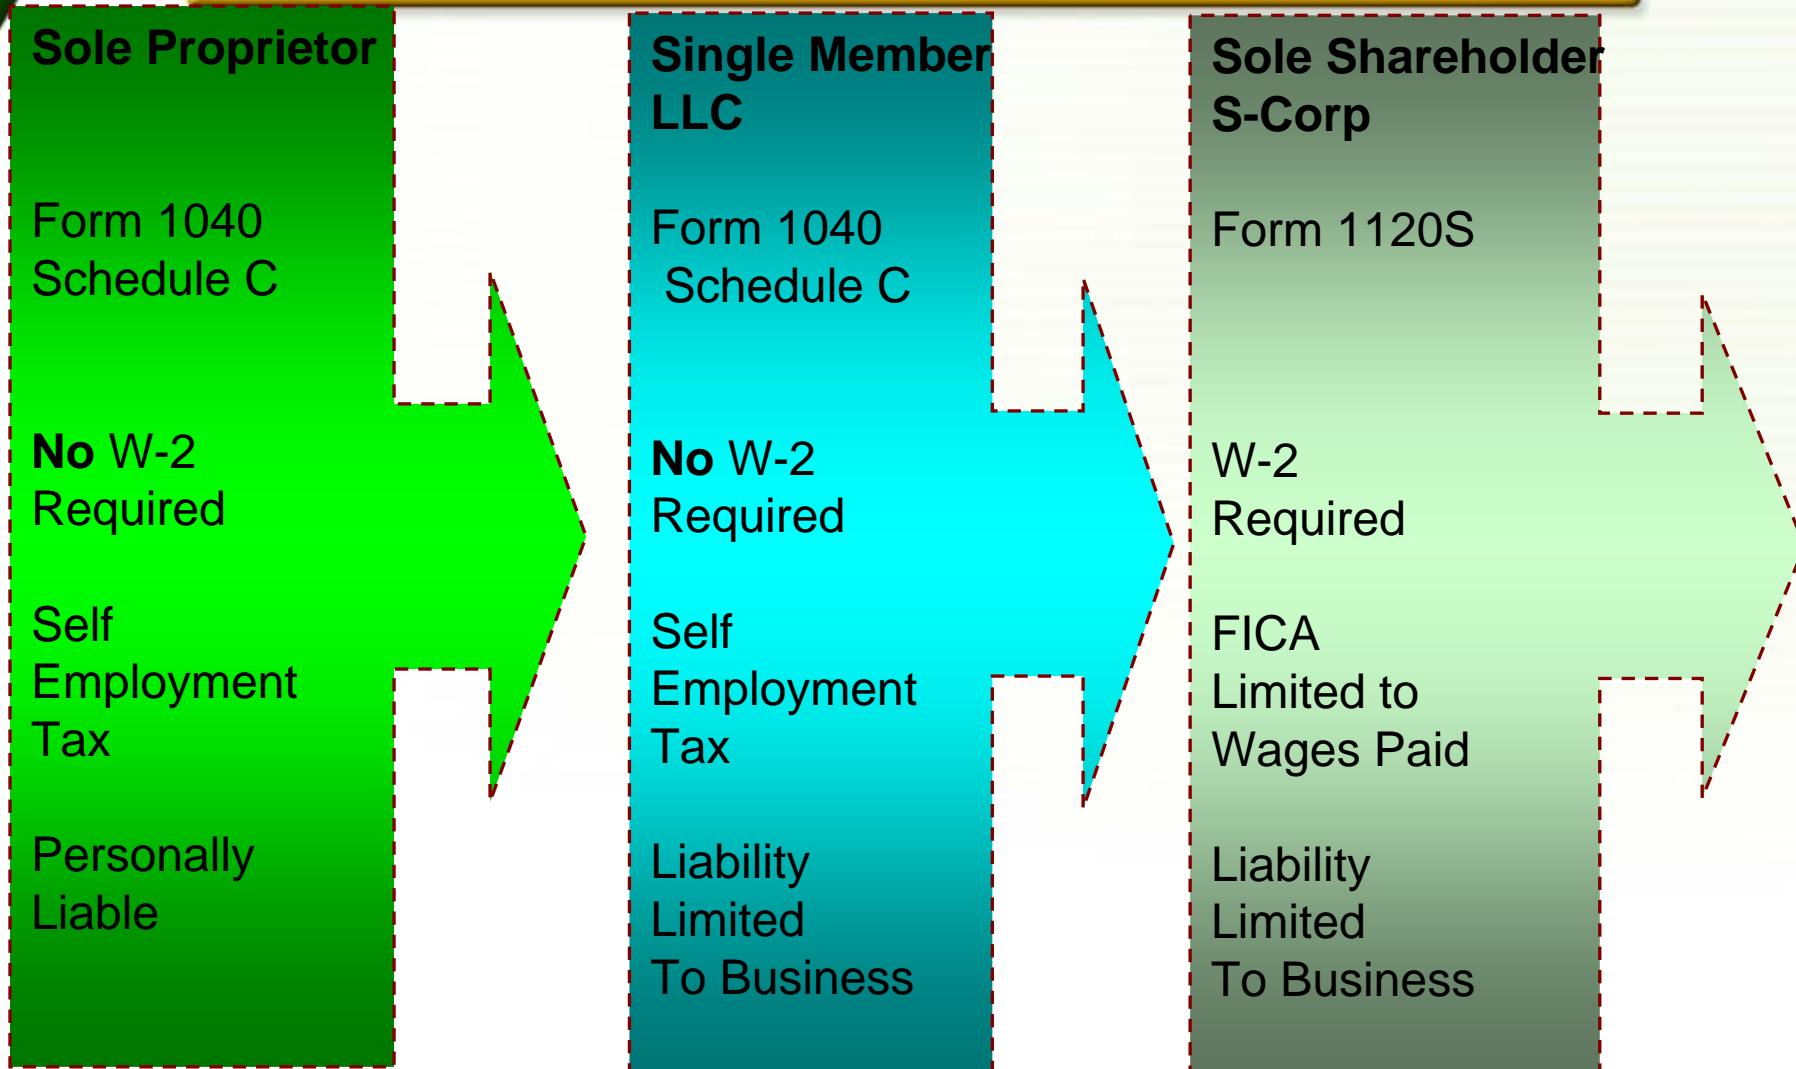 Sole Proprietor
Form 1040
Schedule C
No W-2
Required
Self
Employment
Tax
Personally
Liable
Single Member
LLC
Form 1040
Schedule C
No W-2
Required
Self
Employment
Tax
Liability
Limited
To Business
Sole Shareholder
S-Corp
Form 1120S
W-2
Required
FICA
Limited to
Wages Paid
Liability
Limited
To Business